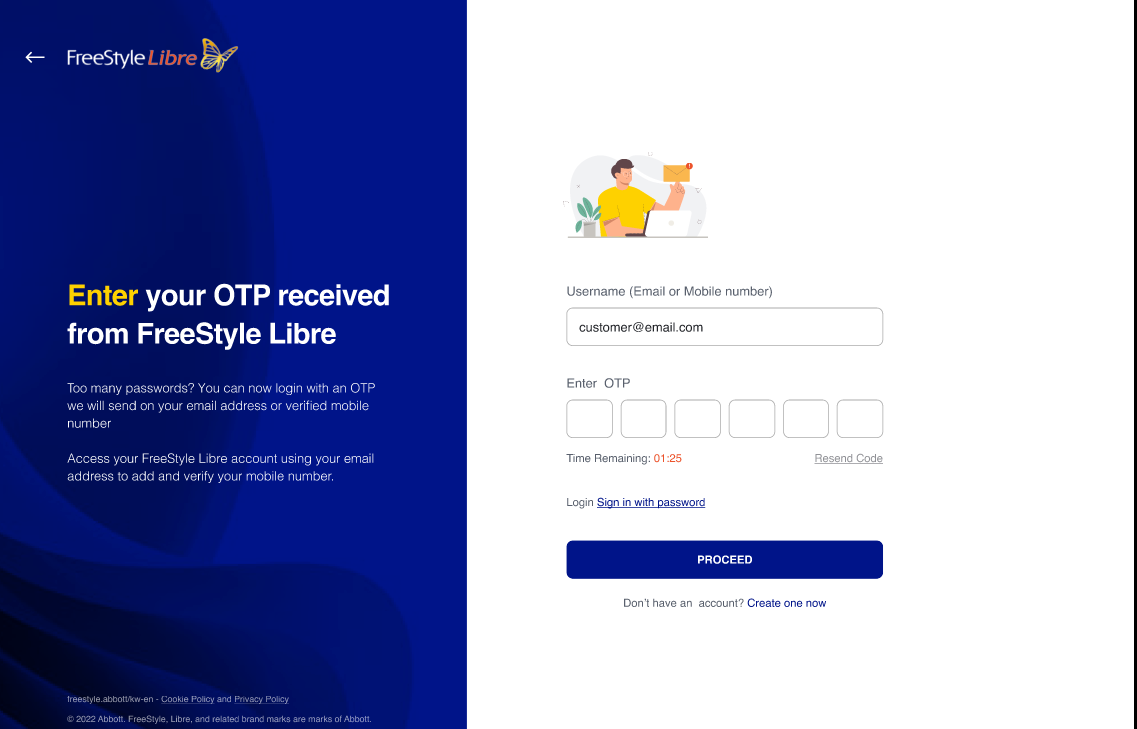 FreeStyle Libre
Enter your OTP received
from FreeStyle Libre
Too many passwords? You can now login with an OTP
we will send on your email address or verified mobile
number
Access your FreeStyle Libre account using your email
address to add and verify your mobile number.
freestyle.abbott/kw-en - Cookie Policy and Privacy Policy
© 2022 Abbott. FreeStyle, Libre, and related brand marks are marks of Abbott.
Username (Email or Mobile number)
customer@email.com
Enter OTP
Time Remaining: 01:25
Resend Code
Login Sign in with password
PROCEED
Don't have an account? Create one now